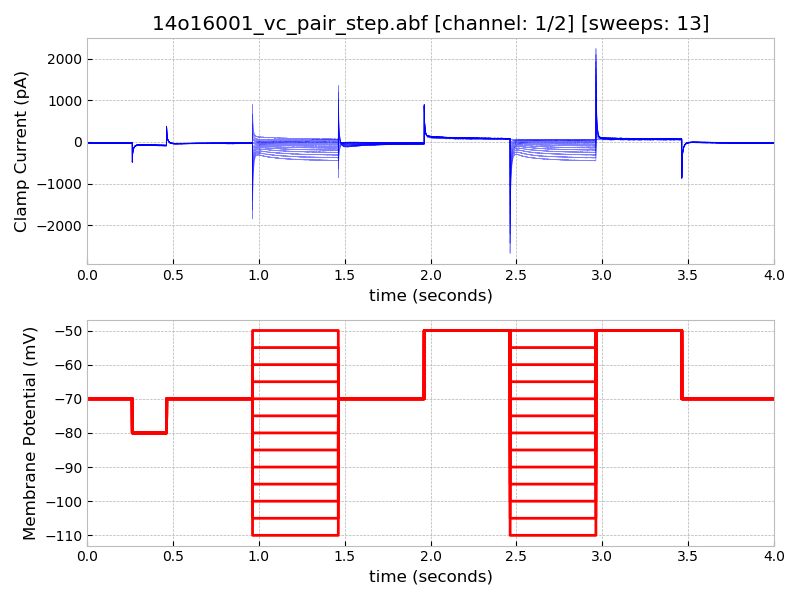 14o16001_vc_pair_step.abf [channel: 1/2] [sweeps: 13]
2000
1000
0
−1000
−2000
Clamp Current (pA)
0.0 0.5 1.0 1.5 2.0 2.5 3.0 3.5 4.0
time (seconds)
−50
−60
−70
−80
−90
−100
−110
Membrane Potential (mV)
0.0 0.5 1.0 1.5 2.0 2.5 3.0 3.5 4.0
time (seconds)